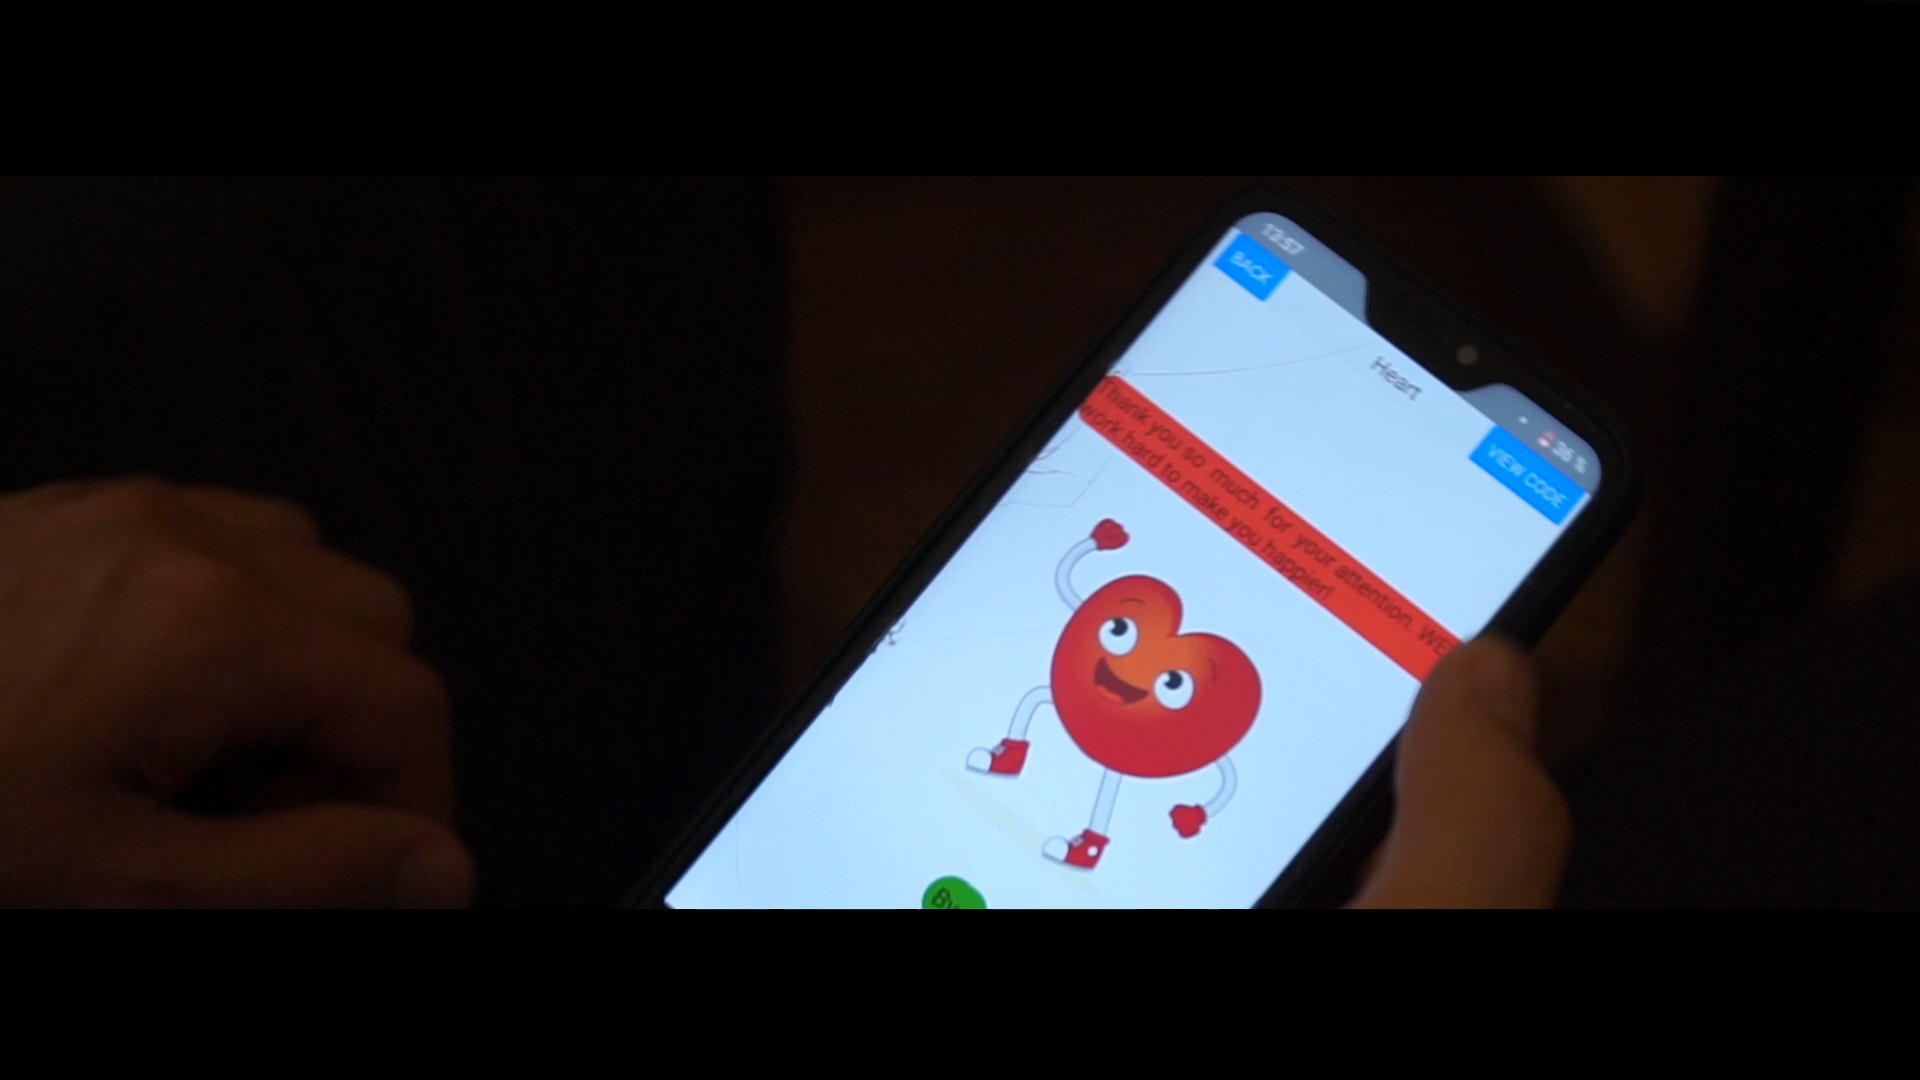 12:57
36 %
BACK
Heart
VIEW CODE
Thank you so much for your attention. WE
work hard to make you happier!